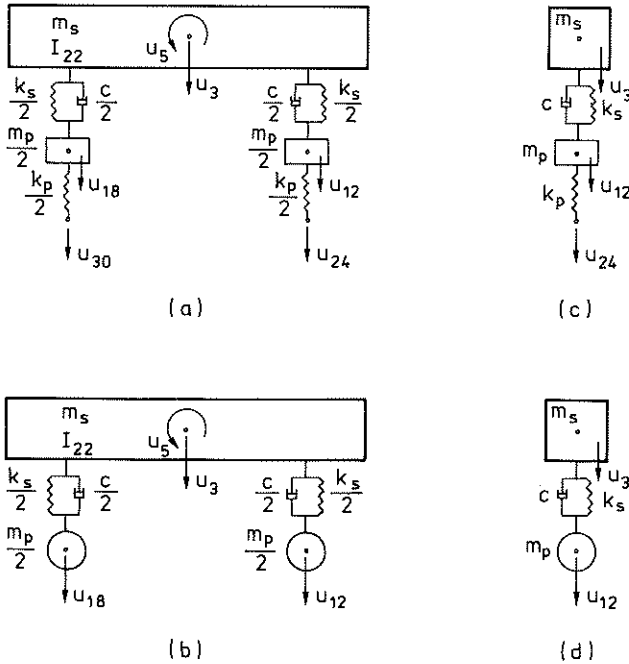 m_s
I_22
u_5
u_3
k_s/2 c/2
c/2 k_s/2
m_p/2
m_p/2
u_18
u_12
k_p/2
k_p/2
u_30
u_24
(a)
m_s
u_3
c k_s
m_p
u_12
k_p
u_24
(c)
m_s
I_22
u_5
u_3
k_s/2 c/2
c/2 k_s/2
m_p/2
m_p/2
u_18
u_12
(b)
m_s
u_3
c k_s
m_p
u_12
(d)